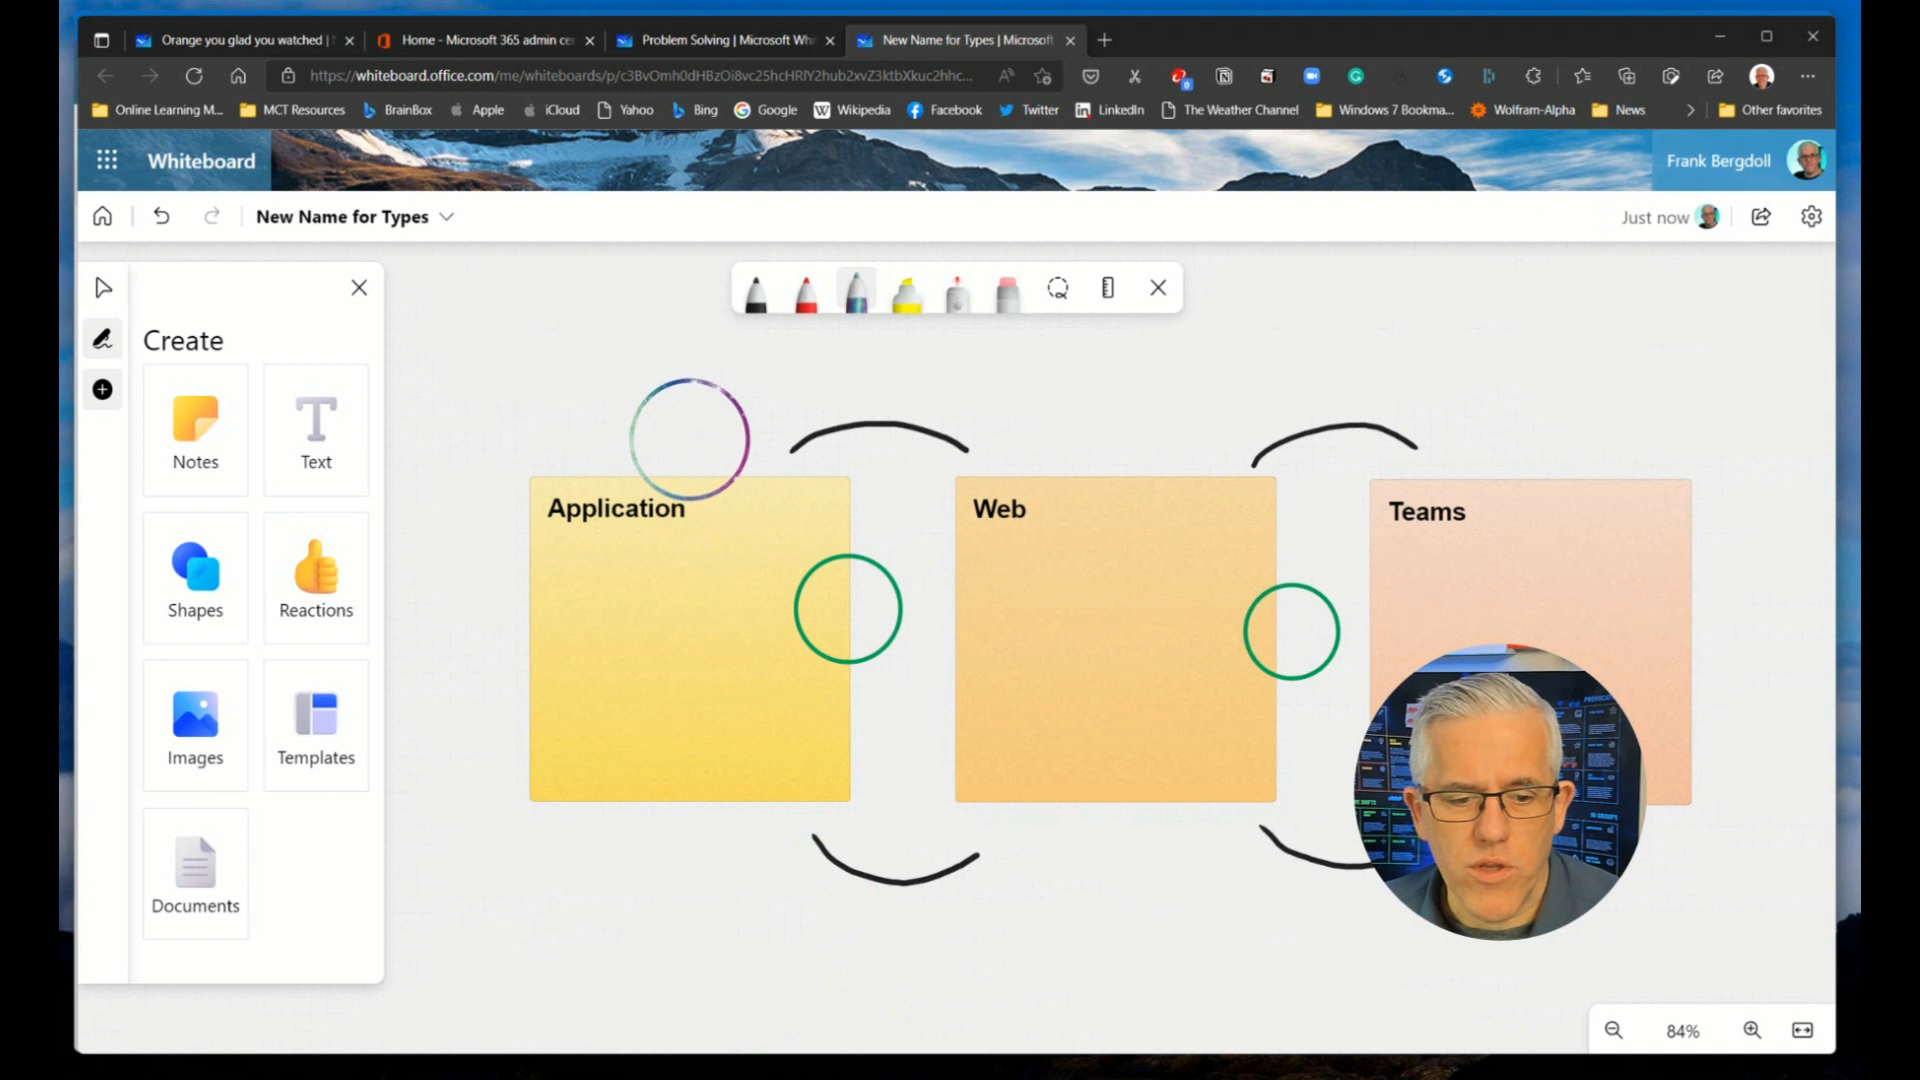 Orange you glad you watched |
Home - Microsoft 365 admin cer
Problem Solving | Microsoft Whi
New Name for Types | Microsoft
https://whiteboard.office.com/me/whiteboards/p/c3BvOmh0dHBzOi8vc25hcHRlY2hub2xvZ3ktbXkuc2hhc...
Online Learning M...
MCT Resources
BrainBox
Apple
iCloud
Yahoo
Bing
Google
Wikipedia
Facebook
Twitter
LinkedIn
The Weather Channel
Windows 7 Bookma...
Wolfram-Alpha
News
Other favorites
Whiteboard
Frank Bergdoll
New Name for Types
Just now
Create
Notes
Text
Shapes
Reactions
Images
Templates
Documents
Application
Web
Teams
84%